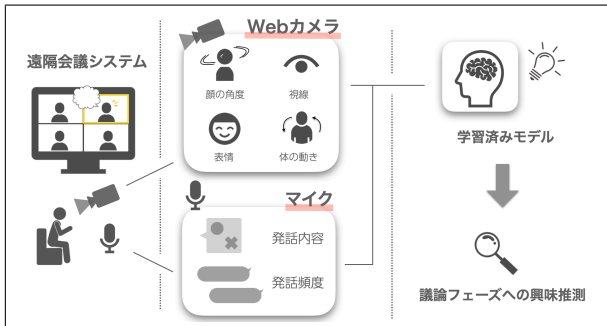 遠隔会議システム
Webカメラ
顔の角度
視線
表情
体の動き
マイク
発話内容
発話頻度
学習済みモデル
議論フェーズへの興味推測